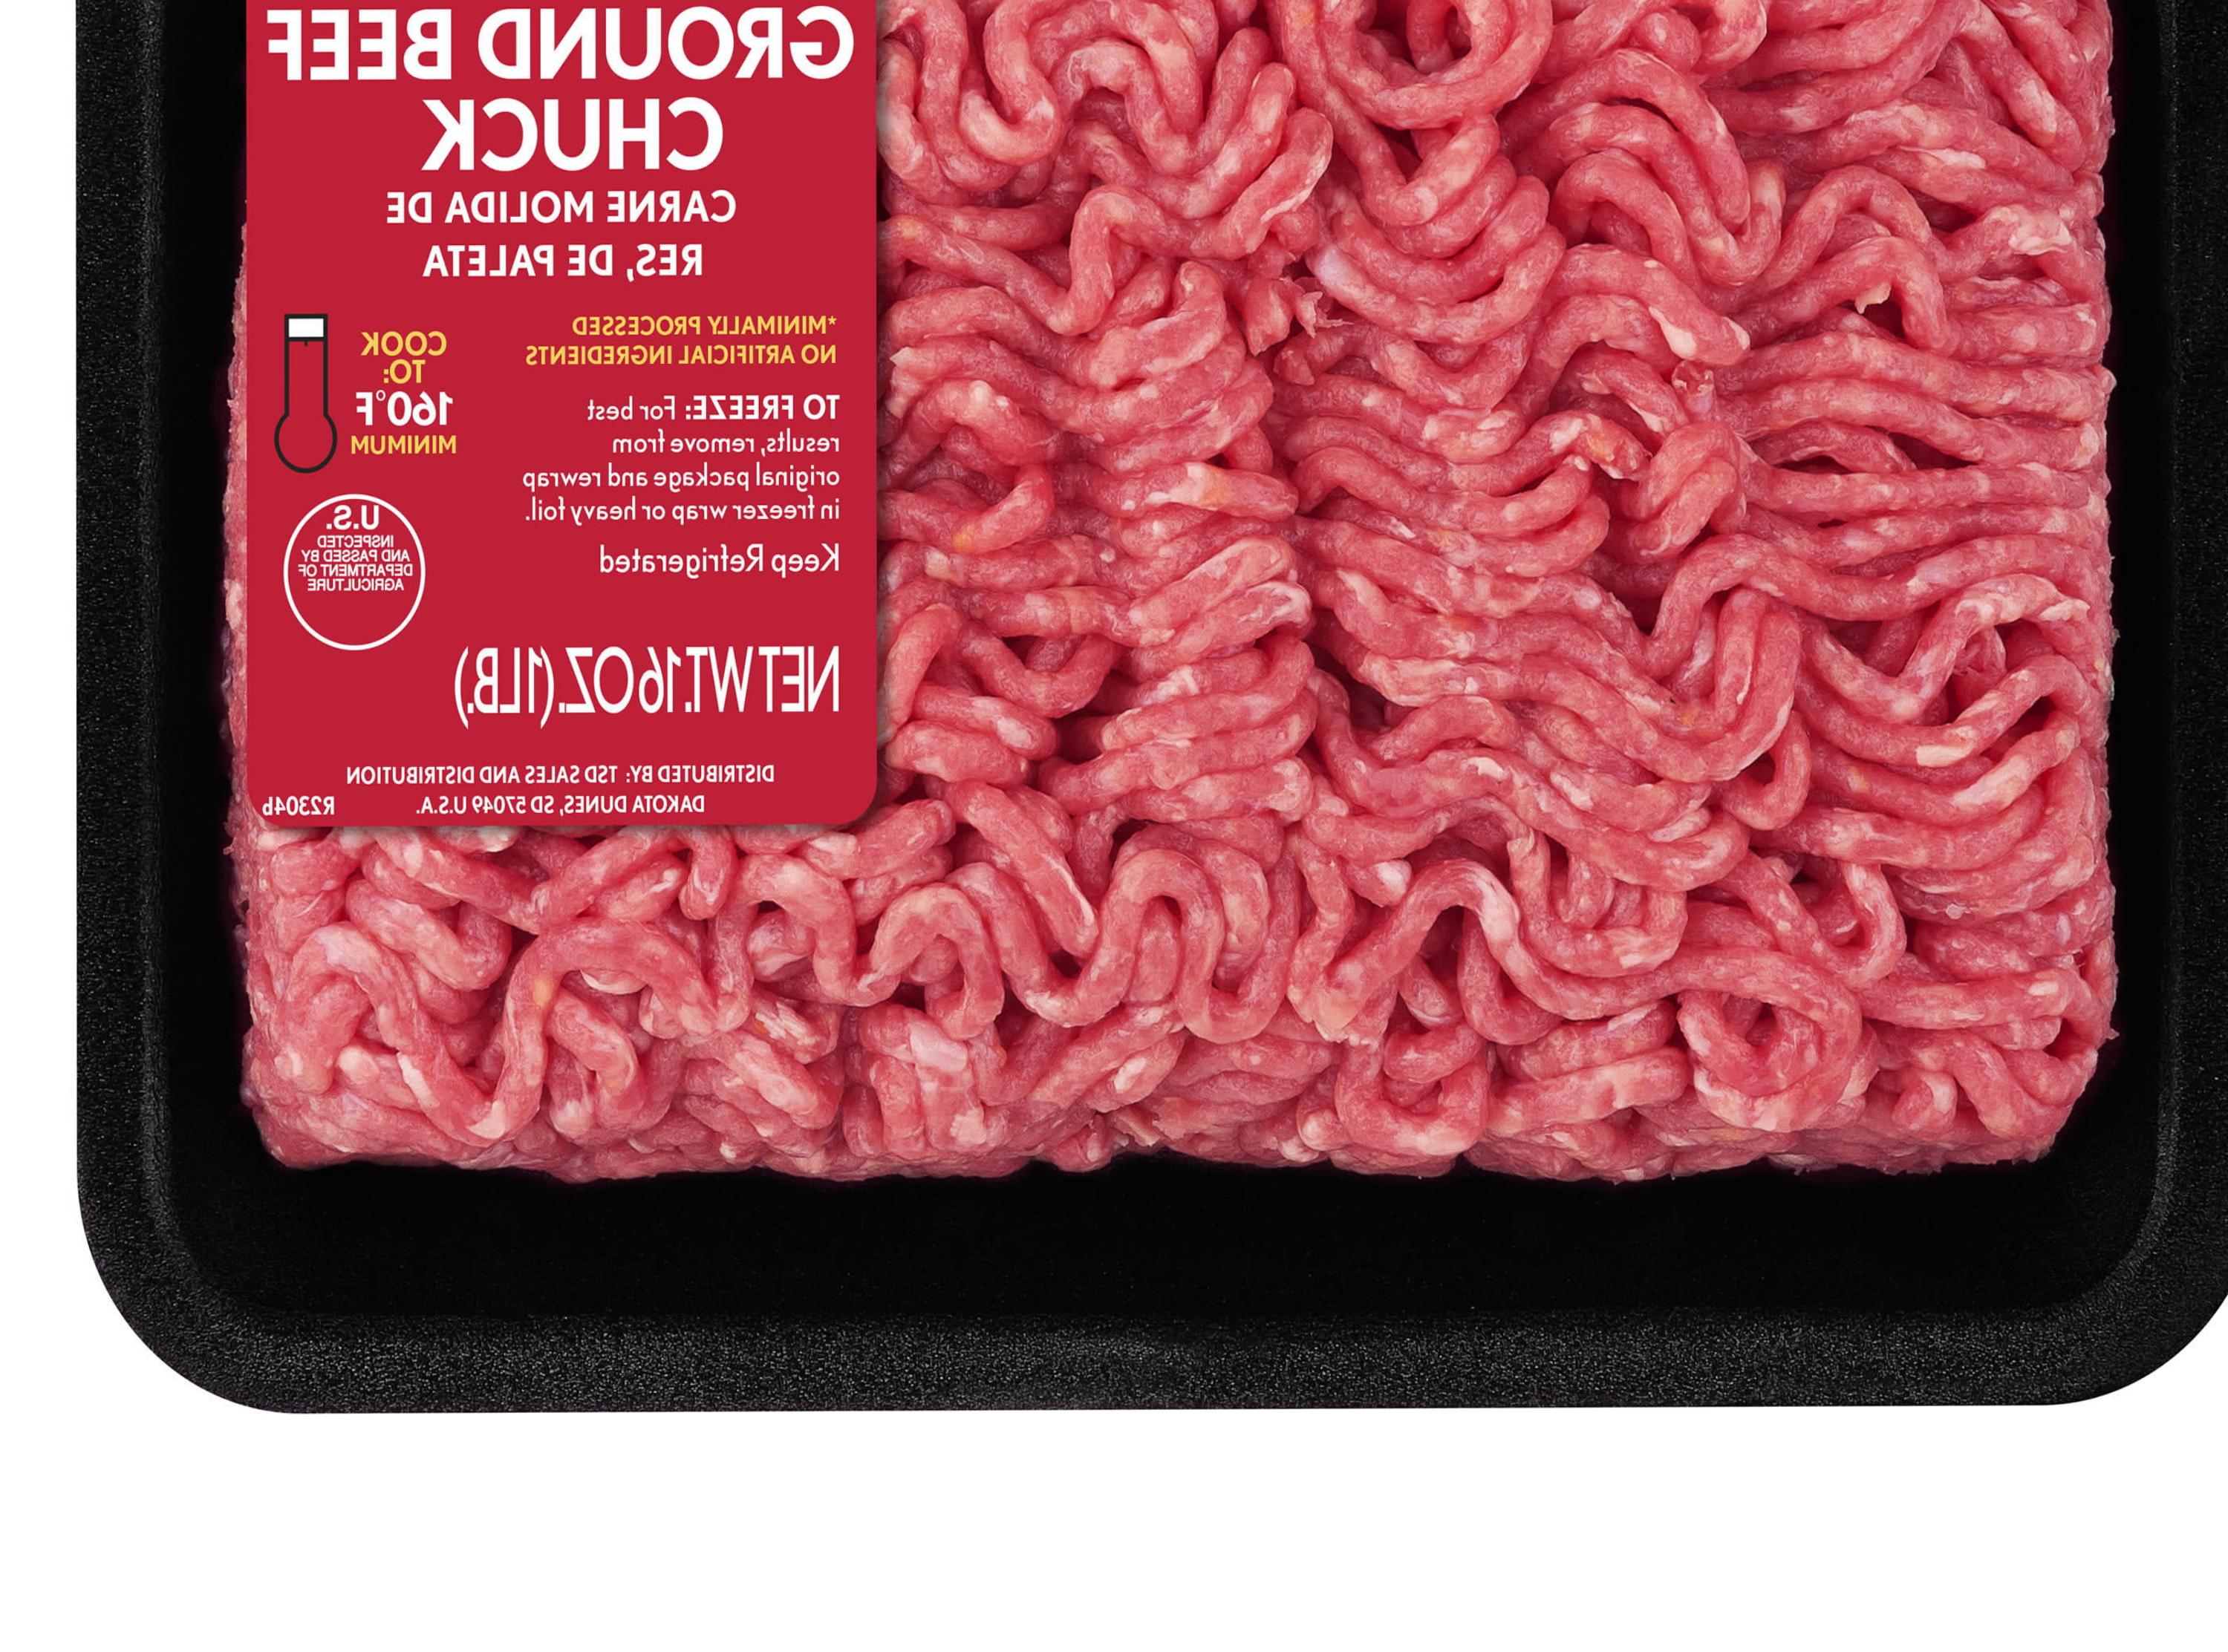 GROUND BEEF
CHUCK
CARNE MOLIDA DE
RES, DE PALETA
*MINIMALLY PROCESSED
NO ARTIFICIAL INGREDIENTS
TO FREEZE: For best
results, remove from
original package and rewrap
in freezer wrap or heavy foil.
Keep Refrigerated
COOK
TO:
160°F
MINIMUM
U.S.
INSPECTED
AND PASSED BY
DEPARTMENT OF
AGRICULTURE
NET WT. 16 OZ. (1 LB.)
DISTRIBUTED BY: TSD SALES AND DISTRIBUTION
DAKOTA DUNES, SD 57049 U.S.A.
R2304b